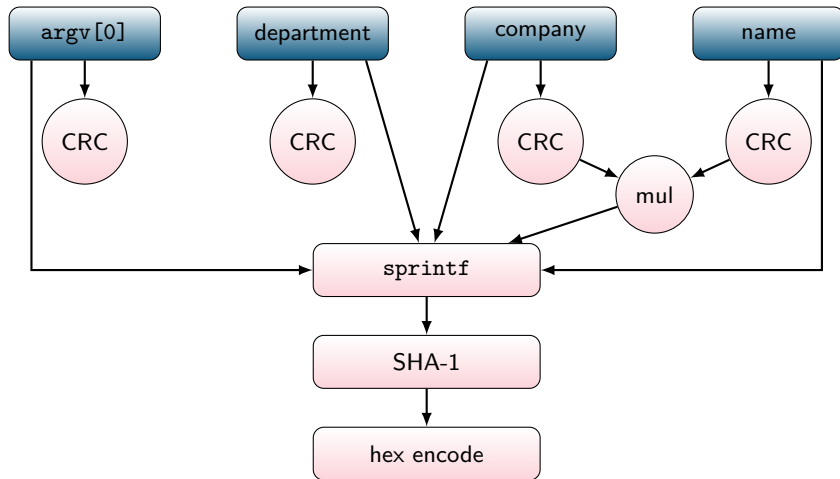 argv[0]
department
company
name
CRC
CRC
CRC
CRC
mul
sprintf
SHA-1
hex encode